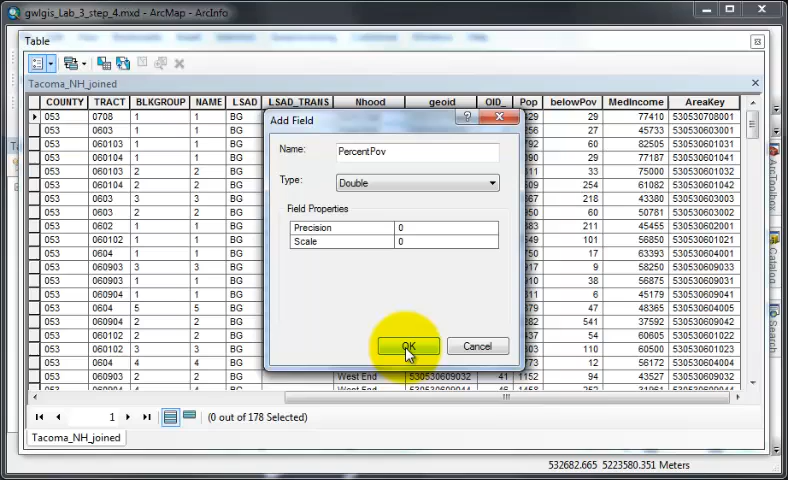 gwlgis_Lab_3_step_4.mxd - ArcMap - ArcInfo
Table
Tacoma_NH_joined
COUNTY TRACT BLKGROUP NAME LSAD LSAD_TRANS Nhood geoid OID_ Pop belowPov MedIncome AreaKey
053 0708 1 1 BG 29 77410 530530708001
053 0603 1 1 BG 27 45733 530530603001
053 060103 1 1 BG 60 82505 530530601031
053 060104 1 1 BG 29 77187 530530601041
053 060103 2 2 BG 33 75000 530530601032
053 060104 2 2 BG 254 61082 530530601042
053 0603 3 3 BG 218 43380 530530603003
053 0603 2 2 BG 60 50781 530530603002
053 0602 1 1 BG 211 45455 530530602001
053 060102 1 1 BG 101 56850 530530601021
053 0604 1 1 BG 17 63393 530530604001
053 060903 3 3 BG 9 58250 530530609033
053 060903 1 1 BG 38 56875 530530609031
053 060904 1 1 BG 6 45179 530530609041
053 0604 5 5 BG 47 48365 530530604005
053 060904 2 2 BG 541 37592 530530609042
053 060102 2 2 BG 54 60605 530530601022
053 060102 3 3 BG 110 60500 530530601023
053 0604 4 4 BG 12 56172 530530604004
053 060903 2 2 BG West End 530530609032 41 1152 94 43527 530530609032
Add Field
Name: PercentPov
Type: Double
Field Properties
Precision 0
Scale 0
OK Cancel
1 (0 out of 178 Selected)
Tacoma_NH_joined
532682.665 5223580.351 Meters
ArcToolbox
Catalog
Search